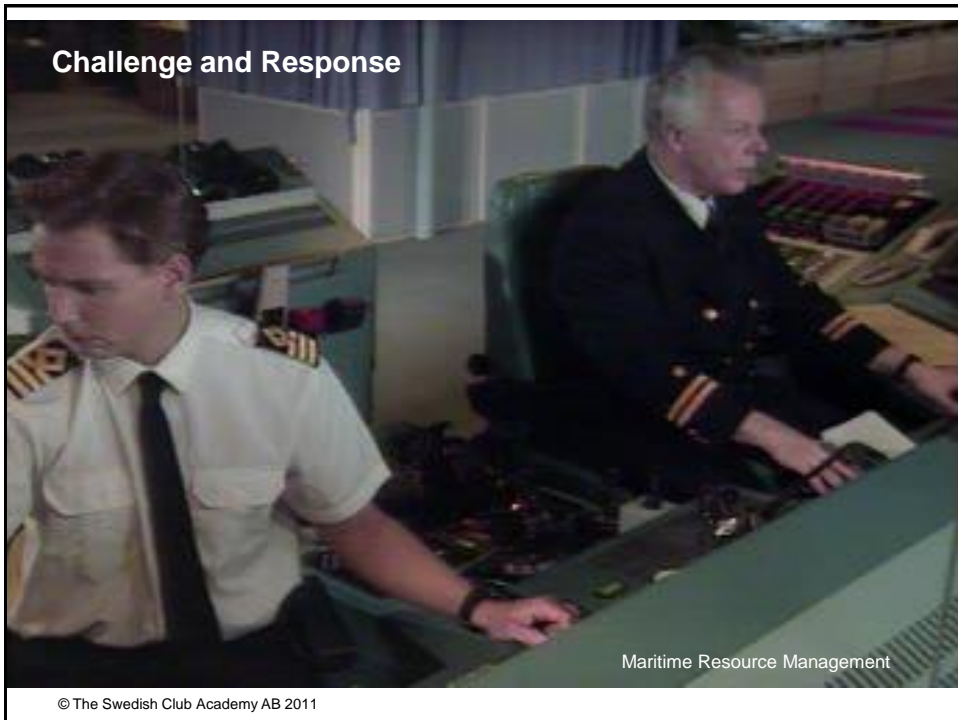 Challenge and Response
Maritime Resource Management
© The Swedish Club Academy AB 2011